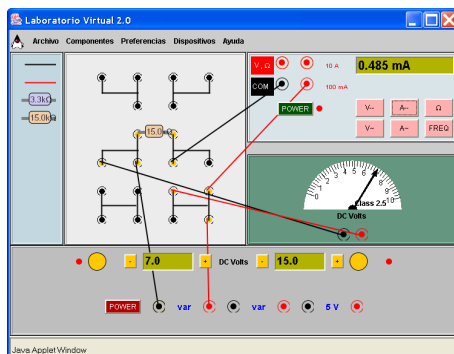 Laboratorio Virtual 2.0
Archivo Componentes Preferencias Dispositivos Ayuda
3.3kΩ
15.0kΩ
15.0
V, Ω
10 A
0.485 mA
COM
100 mA
POWER
V-- A-- Ω
V~ A~ FREQ
0 1 2 3 4 5 6 7 8 9 10
Class 2.5
DC Volts
- 7.0 + DC Volts - 15.0 +
POWER var var 5 V
Java Applet Window